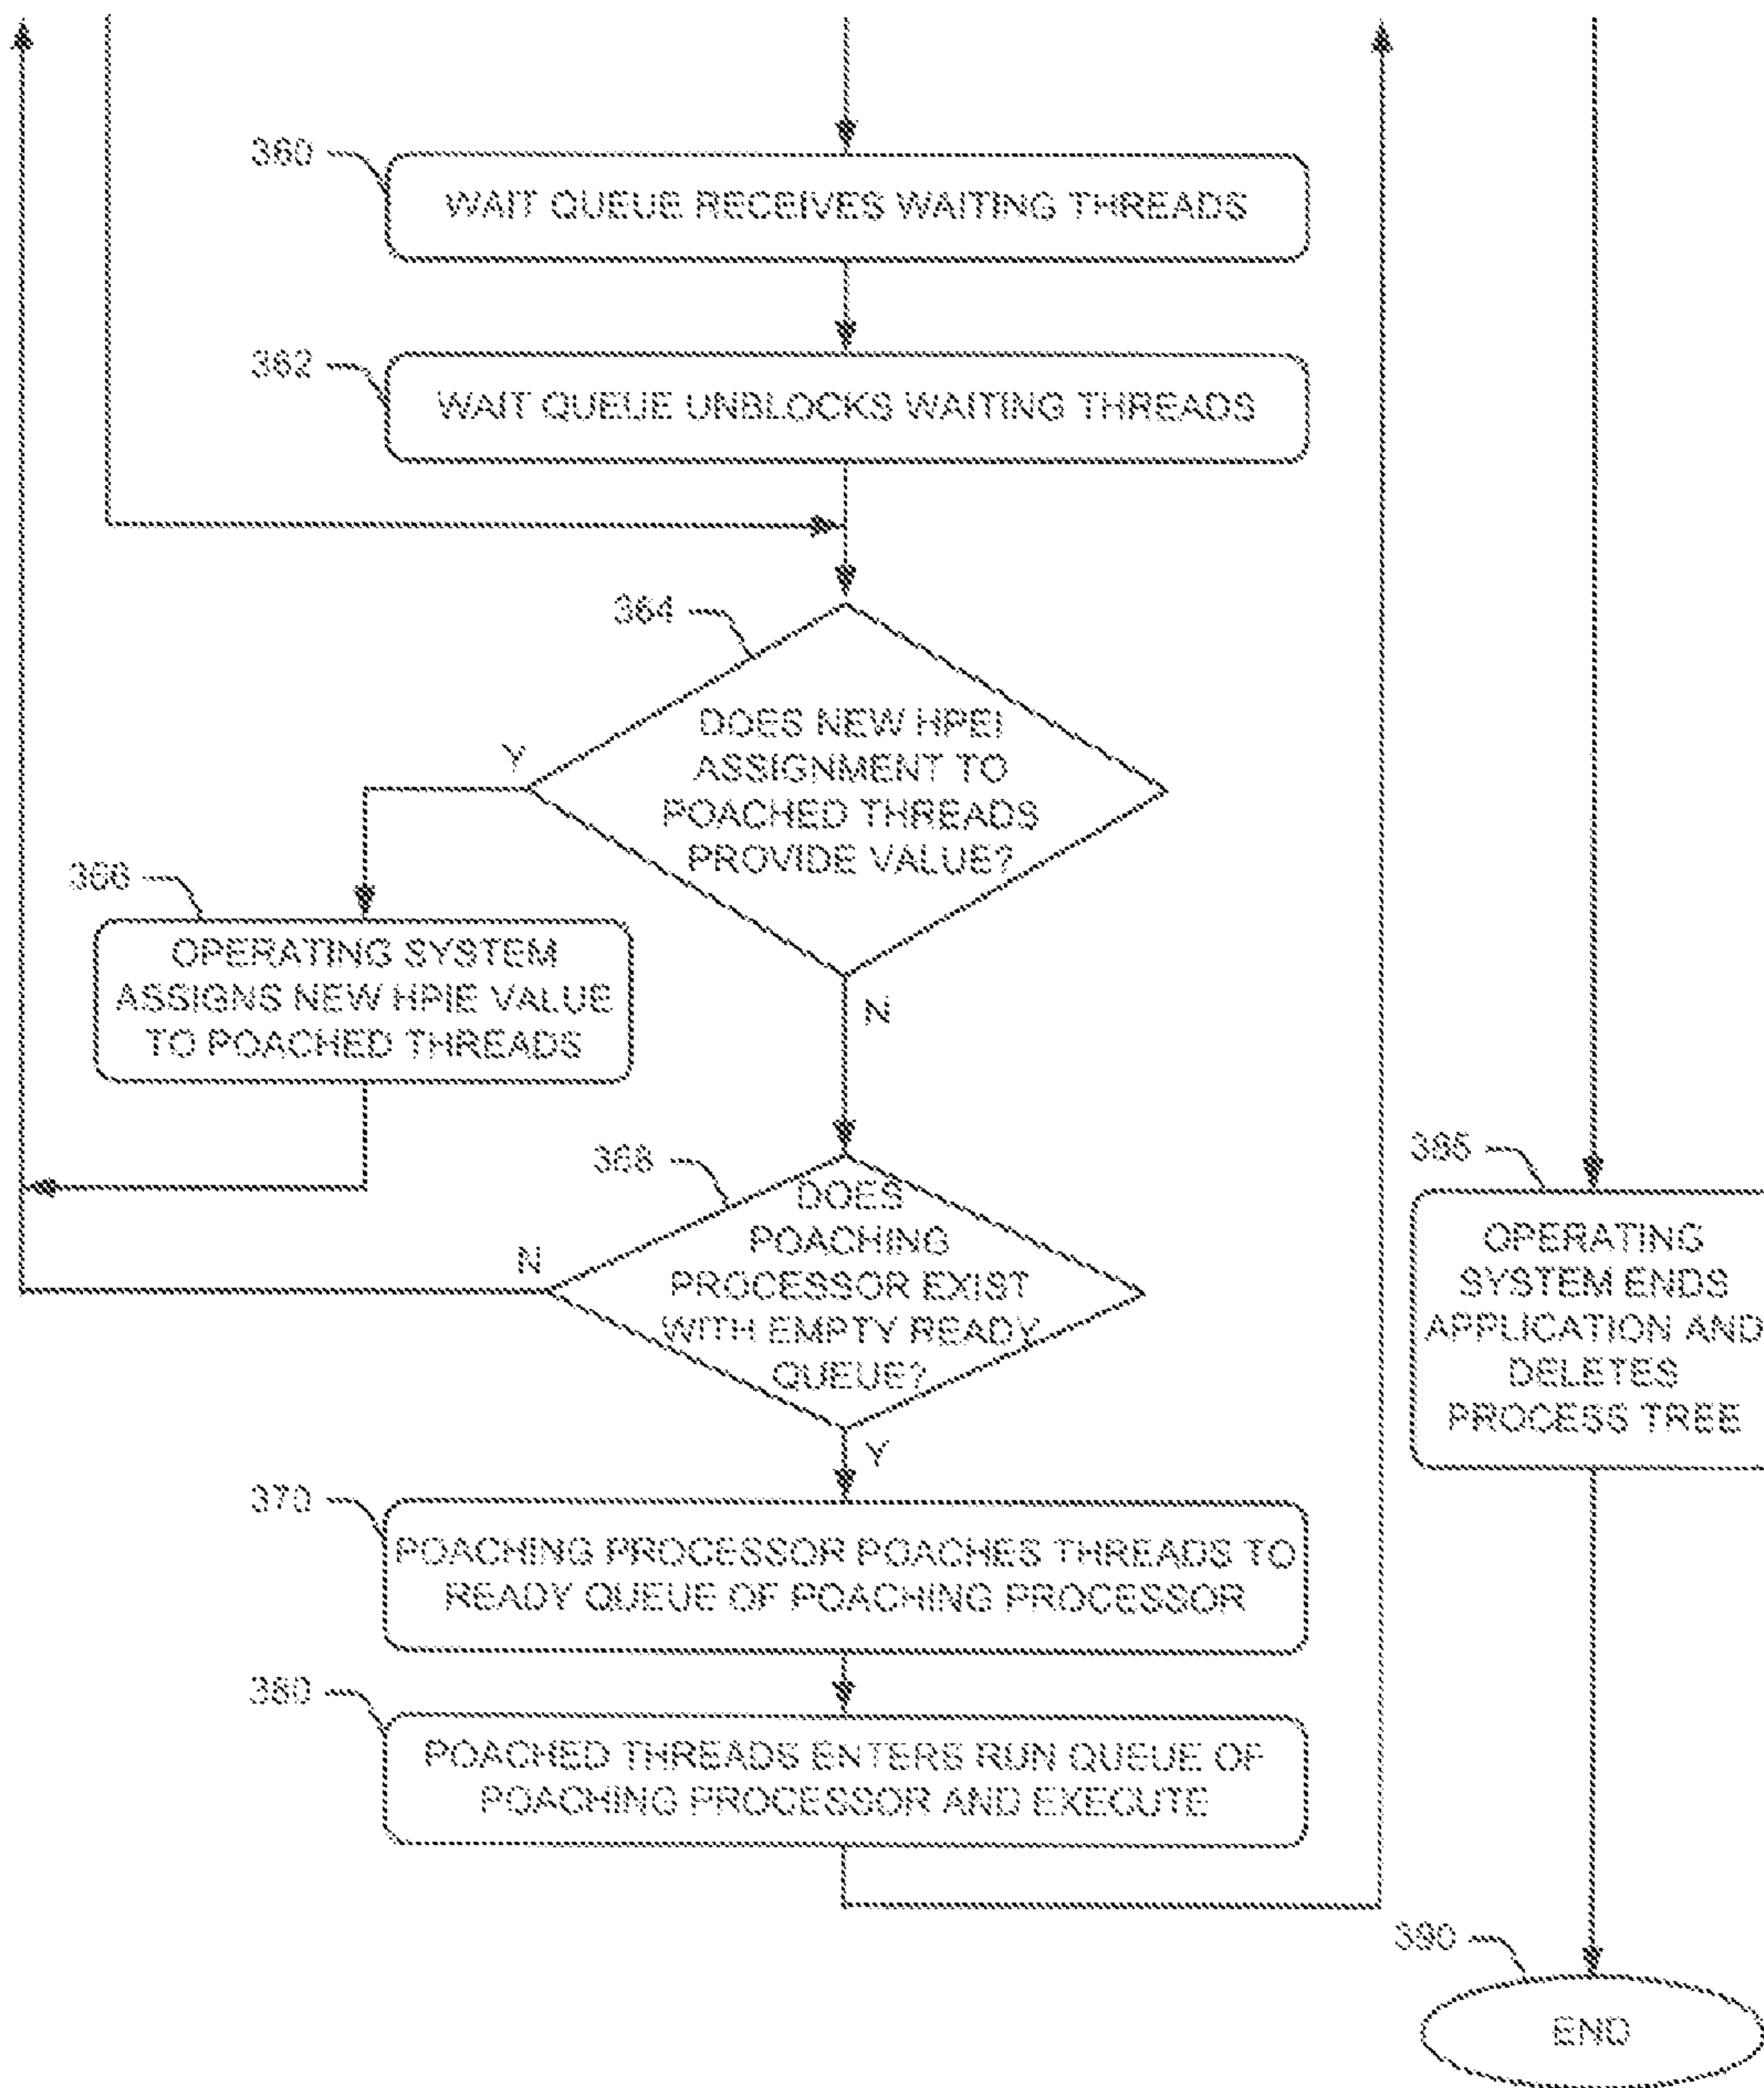 360
WAIT QUEUE RECEIVES WAITING THREADS
362
WAIT QUEUE UNBLOCKS WAITING THREADS
364
DOES NEW HPEI
ASSIGNMENT TO
POACHED THREADS
PROVIDE VALUE?
Y
N
366
OPERATING SYSTEM
ASSIGNS NEW HPIE VALUE
TO POACHED THREADS
368
DOES
POACHING
PROCESSOR EXIST
WITH EMPTY READY
QUEUE?
N
Y
370
POACHING PROCESSOR POACHES THREADS TO
READY QUEUE OF POACHING PROCESSOR
380
POACHED THREADS ENTERS RUN QUEUE OF
POACHING PROCESSOR AND EXECUTE
385
OPERATING
SYSTEM ENDS
APPLICATION AND
DELETES
PROCESS TREE
390
END